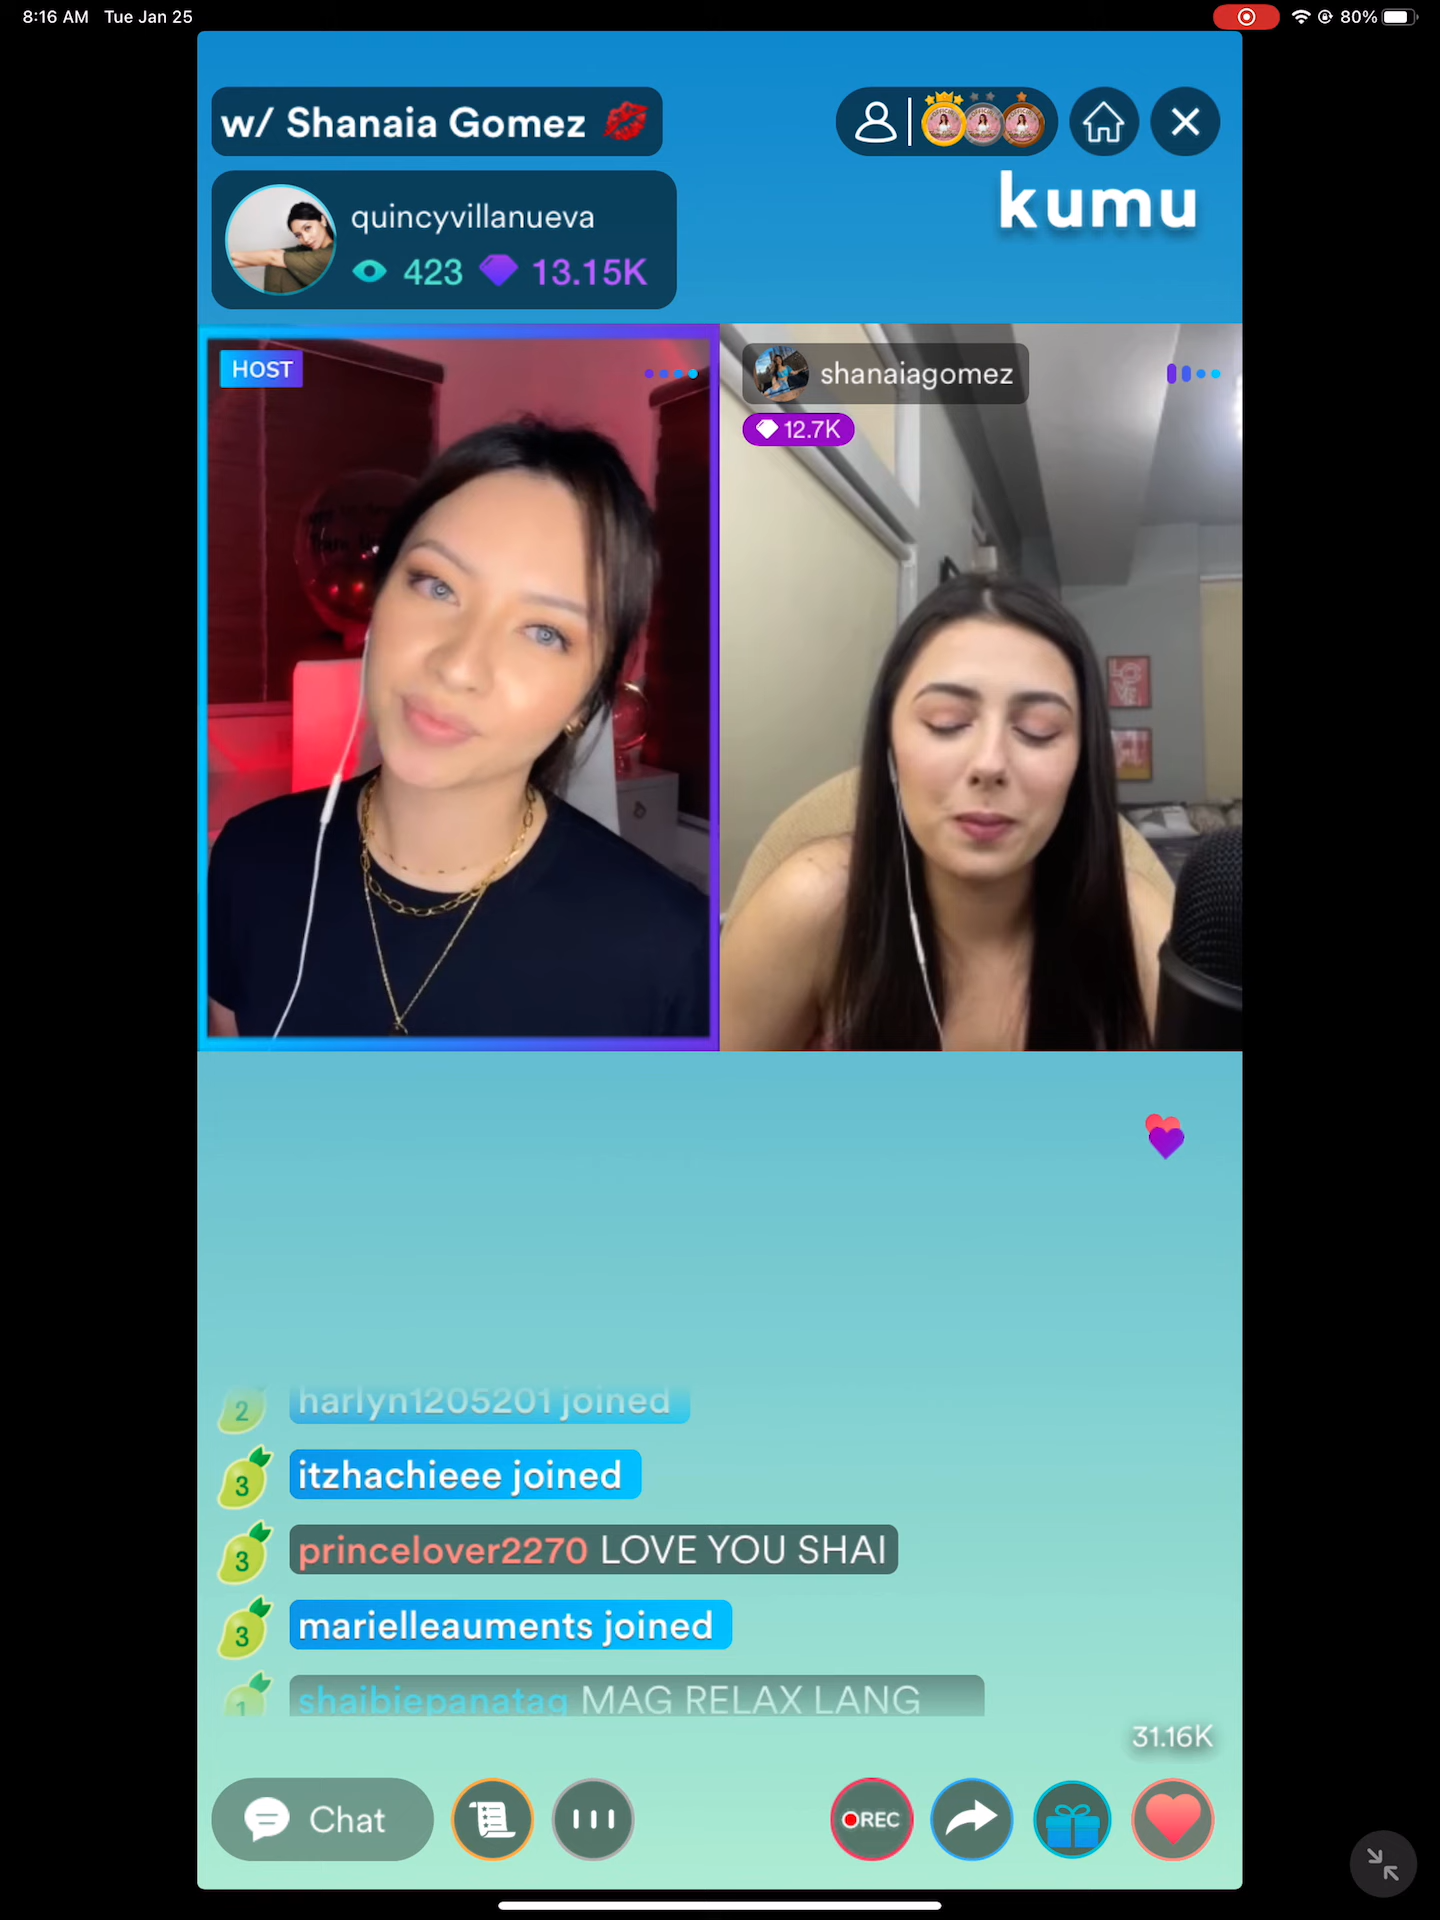 8:16 AM Tue Jan 25
80%
w/ Shanaia Gomez
kumu
quincyvillanueva
423 13.15K
HOST
shanaiagomez
12.7K
harlyn1205201 joined
2
itzhachieee joined
3
princelover2270 LOVE YOU SHAI
3
marielleauments joined
3
shaibiepanatag MAG RELAX LANG
1
31.16K
Chat
REC